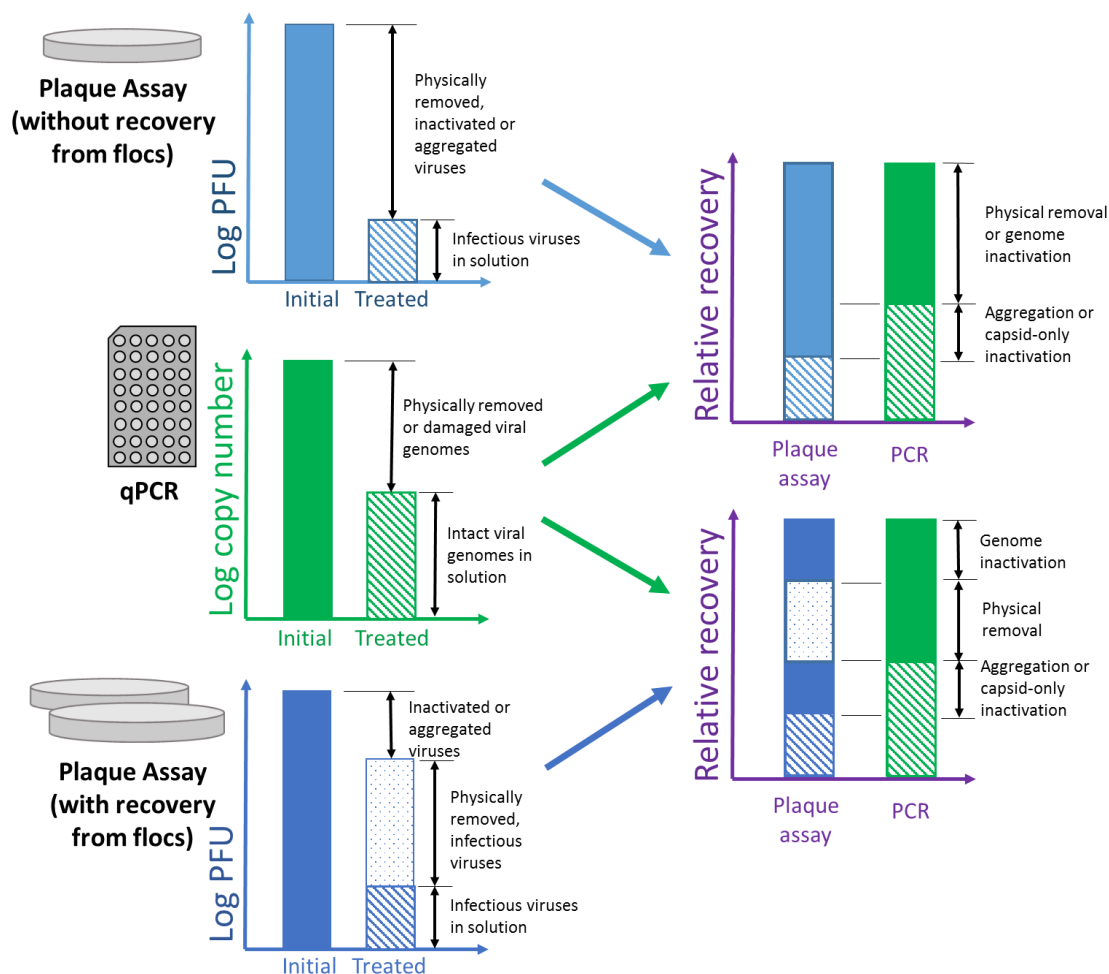 Plaque Assay
(without recovery
from flocs)
Log PFU
Initial
Treated
Physically
removed,
inactivated or
aggregated
viruses
Infectious viruses
in solution
qPCR
Log copy number
Initial
Treated
Physically removed
or damaged viral
genomes
Intact viral
genomes in
solution
Plaque Assay
(with recovery
from flocs)
Log PFU
Initial
Treated
Inactivated or
aggregated
viruses
Physically
removed,
infectious
viruses
Infectious viruses
in solution
Relative recovery
Plaque
assay
PCR
Physical removal
or genome
inactivation
Aggregation or
capsid-only
inactivation
Relative recovery
Plaque
assay
PCR
Genome
inactivation
Physical
removal
Aggregation or
capsid-only
inactivation